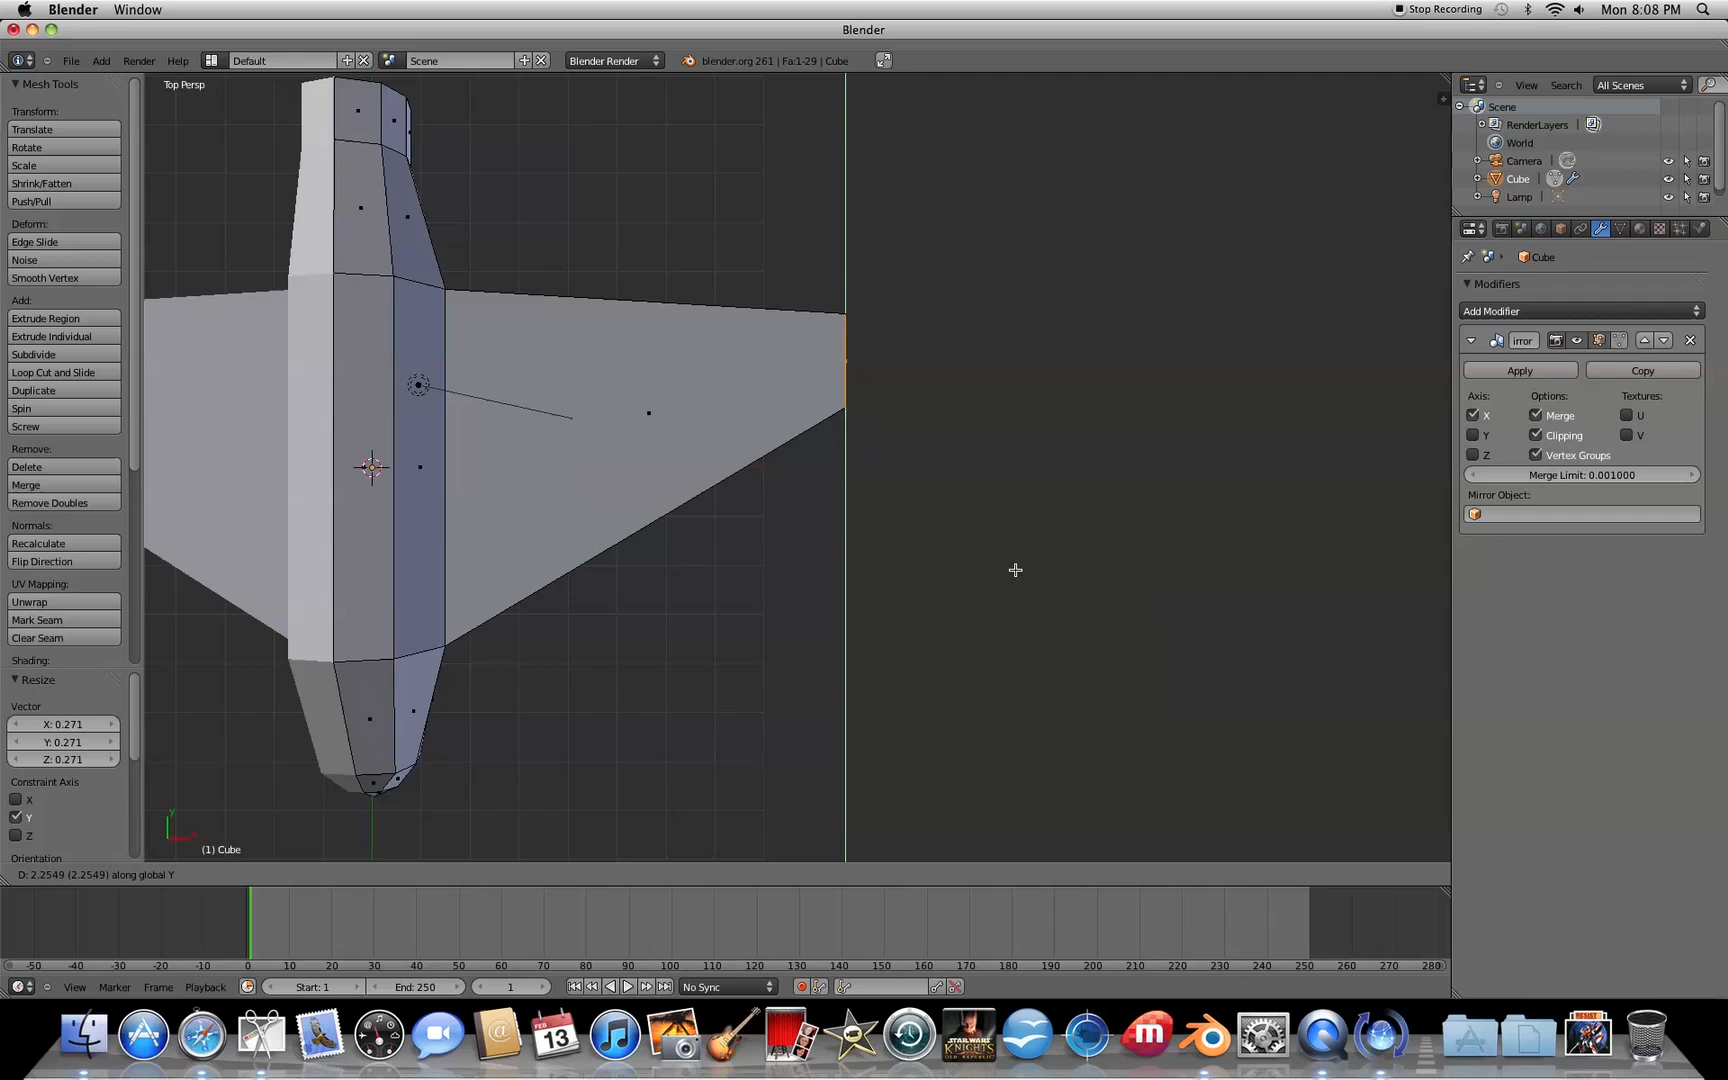 Blender Window
Stop Recording
Mon 8:08 PM
Blender
File Add Render Help
Default
Scene
Blender Render
blender.org 261 | Fa:1-29 | Cube
Mesh Tools
Transform:
Translate
Rotate
Scale
Shrink/Fatten
Push/Pull
Deform:
Edge Slide
Noise
Smooth Vertex
Add:
Extrude Region
Extrude Individual
Subdivide
Loop Cut and Slide
Duplicate
Spin
Screw
Remove:
Delete
Merge
Remove Doubles
Normals:
Recalculate
Flip Direction
UV Mapping:
Unwrap
Mark Seam
Clear Seam
Shading:
Resize
Vector
X: 0.271
Y: 0.271
Z: 0.271
Constraint Axis
X
Y
Z
Orientation
Top Persp
y
(1) Cube
D: 2.2549 (2.2549) along global Y
View Search All Scenes
Scene
RenderLayers |
World
Camera |
Cube |
Lamp |
Cube
Modifiers
Add Modifier
irror
Apply Copy
Axis: Options: Textures:
X Merge U
Y Clipping V
Z Vertex Groups
Merge Limit: 0.001000
Mirror Object:
-50 -40 -30 -20 -10 0 10 20 30 40 50 60 70 80 90 100 110 120 130 140 150 160 170 180 190 200 210 220 230 240 250 260 270 280
View Marker Frame Playback
Start: 1
End: 250
1
No Sync
FEB
13
STAR WARS
KNIGHTS
OLD REPUBLIC
m
RESIST